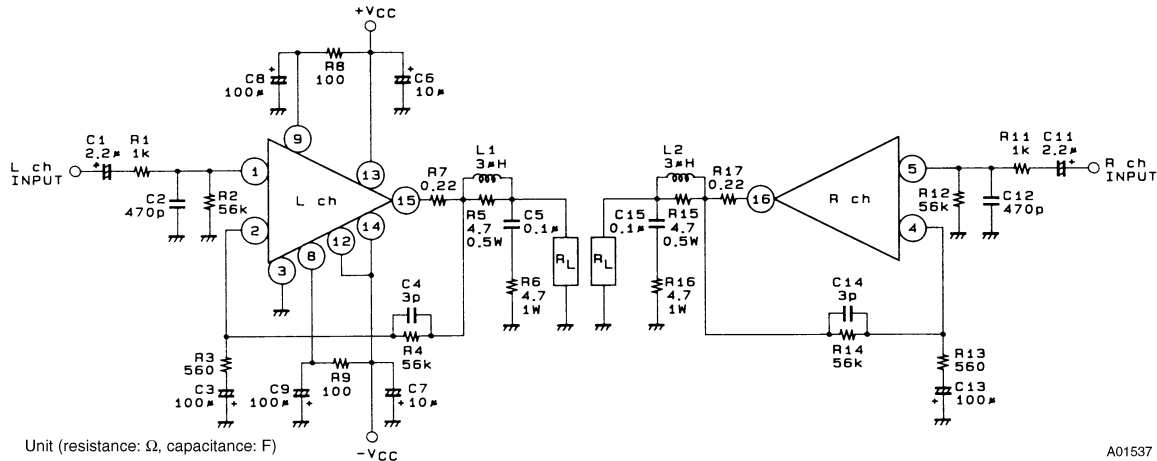 +VCC
C8
100μ
R8
100
C6
10μ
L ch
INPUT
C1
2.2μ
+
R1
1k
C2
470p
R2
56k
1
2
3
9
13
15
14
12
8
L ch
R7
0.22
L1
3μH
R5
4.7
0.5W
C5
0.1μ
R6
4.7
1W
RL
RL
C4
3p
R4
56k
R3
560
C3
100μ
+
C9
100μ
+
R9
100
C7
+
10μ
-VCC
L2
3μH
R17
0.22
C15
0.1μ
R15
4.7
0.5W
R16
4.7
1W
16
R ch
5
4
R11
1k
C11
2.2μ
+
R ch
INPUT
R12
56k
C12
470p
C14
3p
R14
56k
R13
560
C13
+
100μ
Unit (resistance: Ω, capacitance: F)
A01537